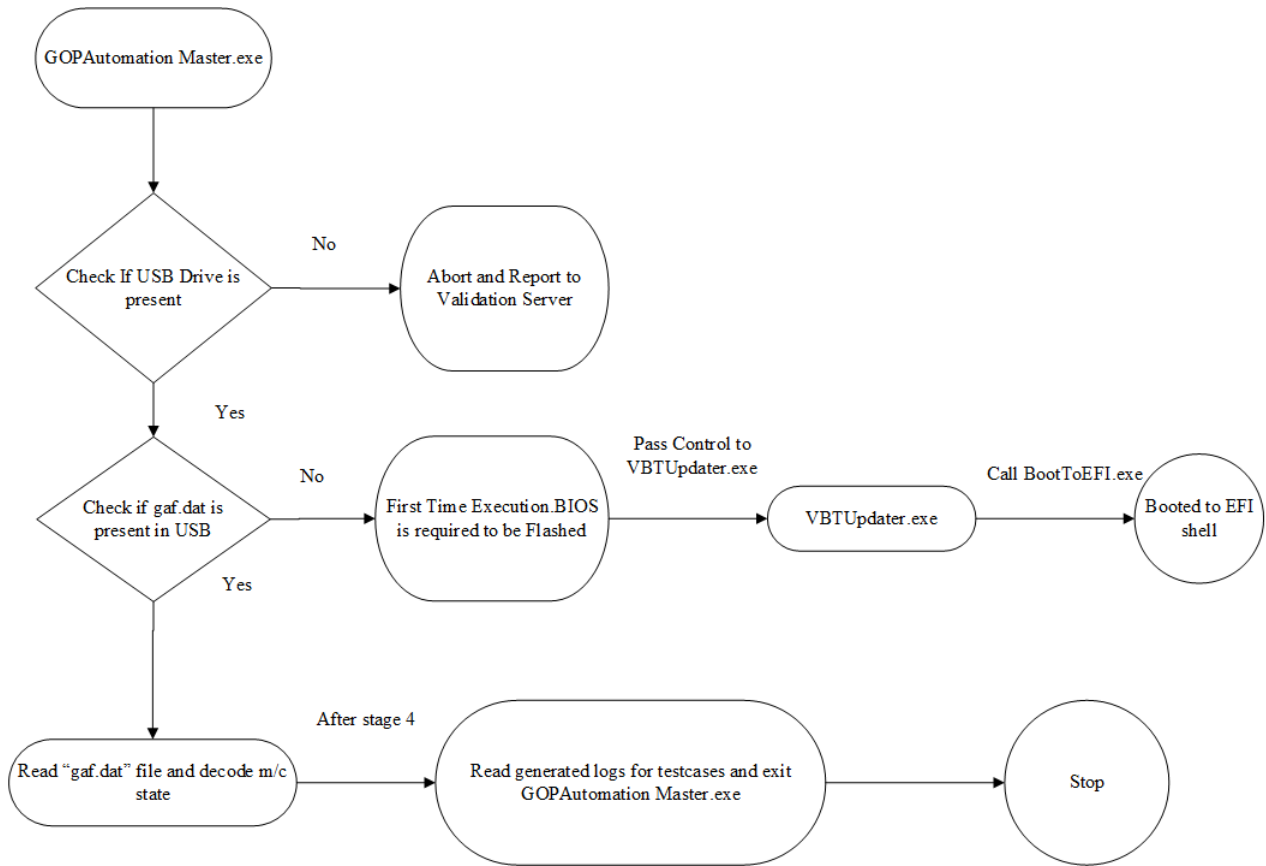 GOPAutomation Master.exe
No
Check If USB Drive is
present
Abort and Report to
Validation Server
Yes
Pass Control to
VBTUpdater.exe
No
Call BootToEFI.exe
Check if gaf.dat is
present in USB
First Time Execution.BIOS
is required to be Flashed
VBTUpdater.exe
Booted to EFI
shell
Yes
After stage 4
Read “gaf.dat” file and decode m/c
state
Read generated logs for testcases and exit
GOPAutomation Master.exe
Stop